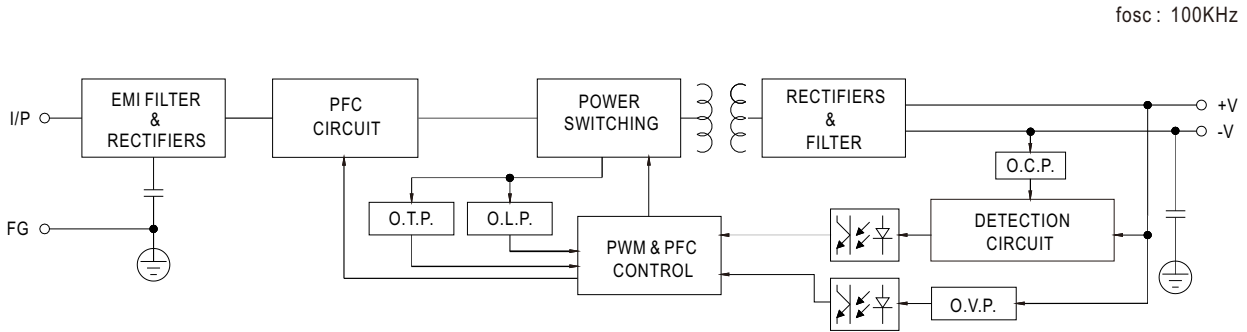 fosc : 100KHz
EMI FILTER
&
RECTIFIERS
PFC
CIRCUIT
POWER
SWITCHING
RECTIFIERS
&
FILTER
I/P
+V
-V
O.C.P.
FG
O.T.P.
O.L.P.
PWM & PFC
CONTROL
DETECTION
CIRCUIT
O.V.P.